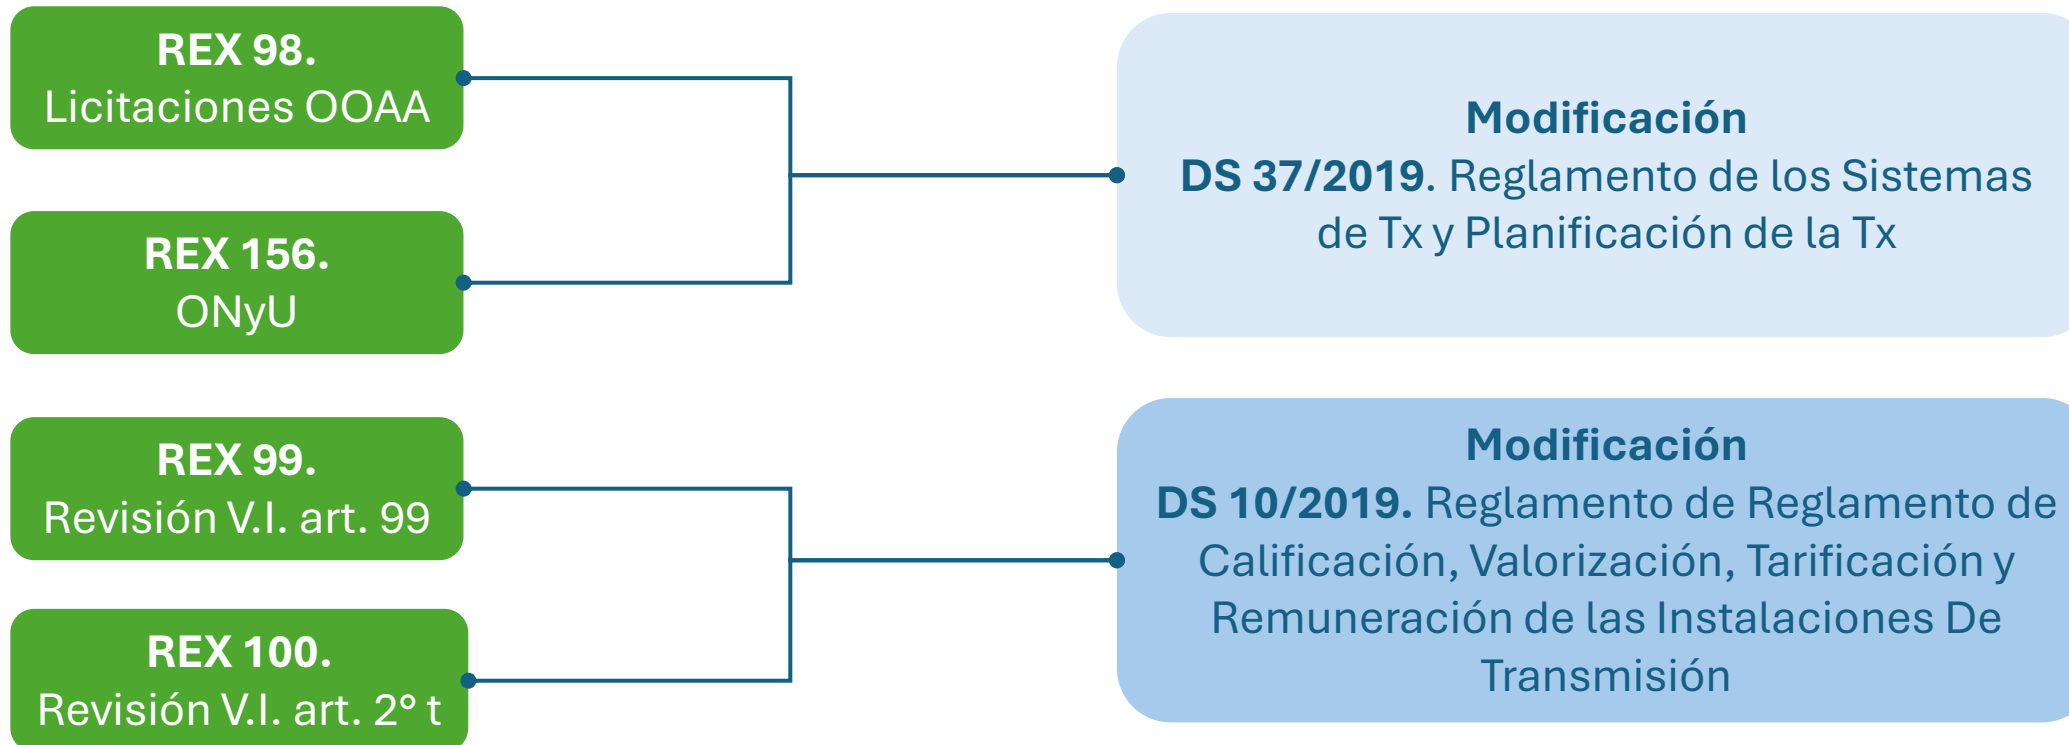 REX 98.
Licitaciones OOAA
REX 156.
ONyU
Modificación
DS 37/2019. Reglamento de los Sistemas
de Tx y Planificación de la Tx
REX 99.
Revisión V.I. art. 99
REX 100.
Revisión V.I. art. 2° t
Modificación
DS 10/2019. Reglamento de Reglamento de
Calificación, Valorización, Tarificación y
Remuneración de las Instalaciones De
Transmisión